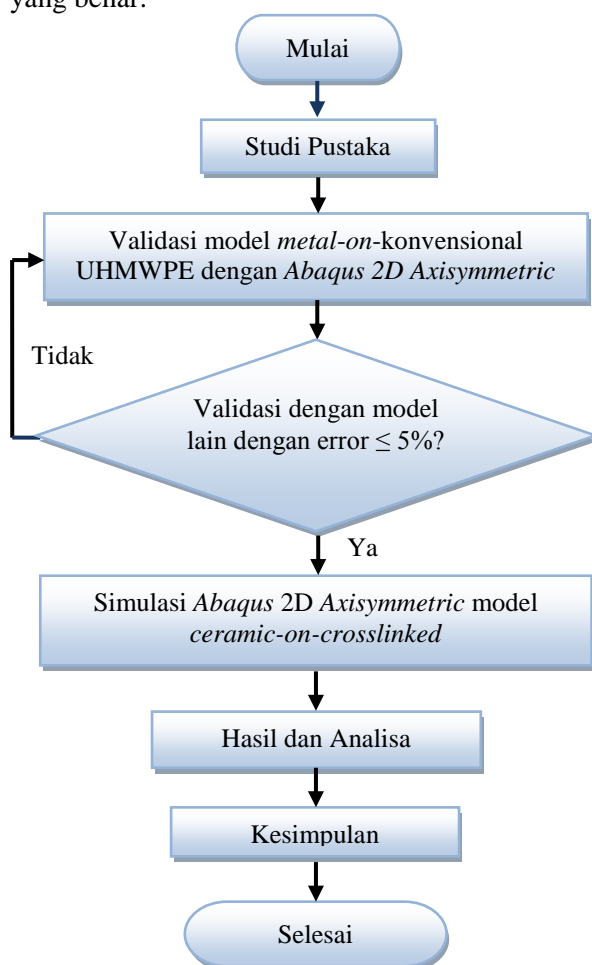 yang benar.
Mulai
Studi Pustaka
Validasi model metal-on-konvensional
UHMWPE dengan Abaqus 2D Axisymmetric
Tidak
Validasi dengan model
lain dengan error ≤ 5%?
Ya
Simulasi Abaqus 2D Axisymmetric model
ceramic-on-crosslinked
Hasil dan Analisa
Kesimpulan
Selesai